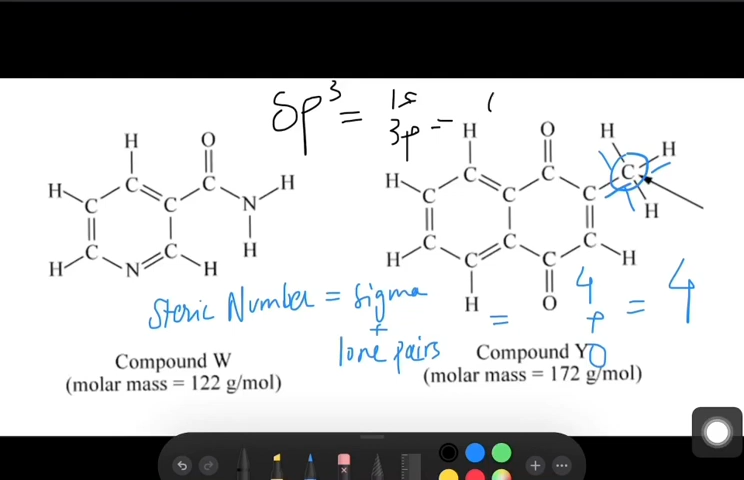 Sp³ = 1s
3p = (
H H O H H O H
H C C C C C C H
C C N H H C C C C H
H C N C H H C C C C C H
H O
Steric Number = sigma
+
lone pairs
= 4
+
0
= 4
Compound W
(molar mass = 122 g/mol)
Compound Y
(molar mass = 172 g/mol)